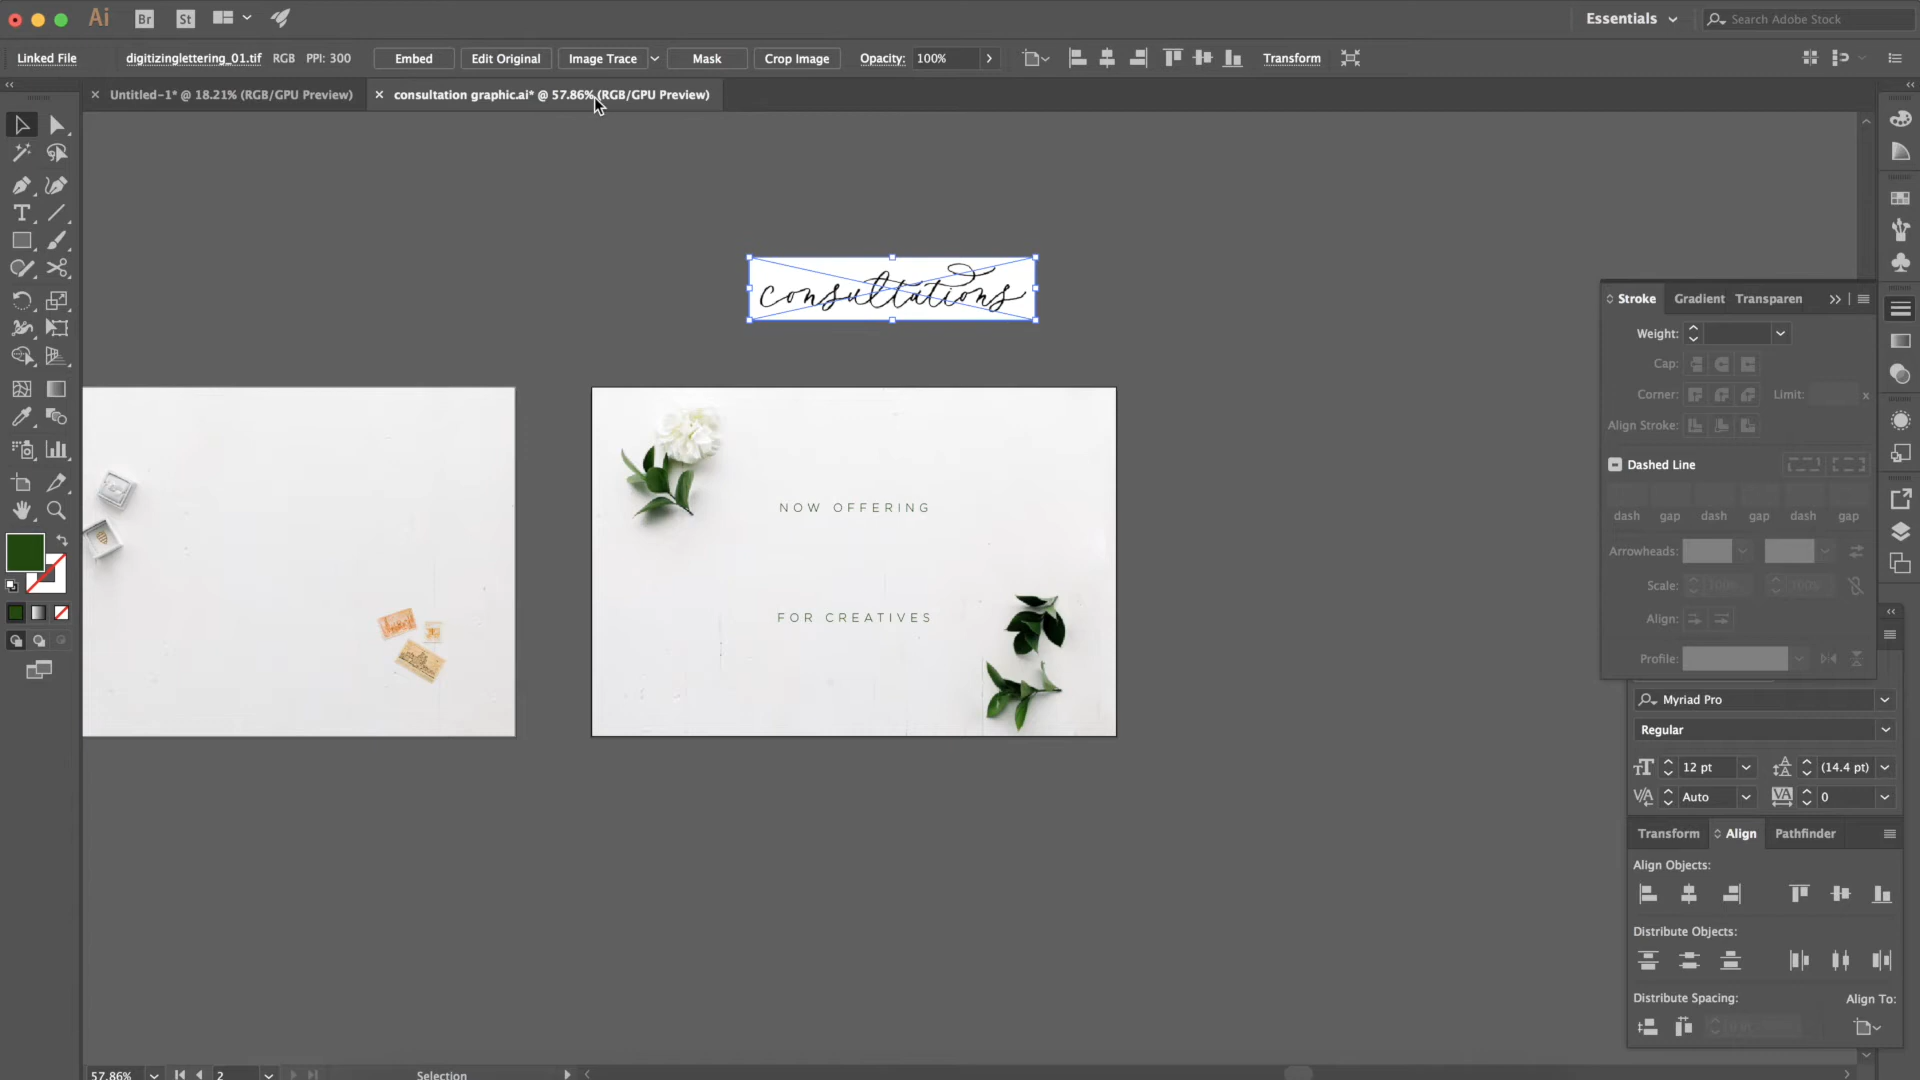 Ai Br St Essentials Search Adobe Stock
Linked File digitizinglettering_01.tif RGB PPI: 300 Embed Edit Original Image Trace Mask Crop Image Opacity: 100% Transform
Untitled-1* @ 18.21% (RGB/GPU Preview) consultation graphic.ai* @ 57.86% (RGB/GPU Preview)
consultations
NOW OFFERING
FOR CREATIVES
Stroke Gradient Transparen
Weight:
Cap:
Corner: Limit: x
Align Stroke:
Dashed Line
dash gap dash gap dash gap
Arrowheads:
Scale: 100% 100%
Align:
Profile:
Myriad Pro
Regular
12 pt (14.4 pt)
Auto 0
Transform Align Pathfinder
Align Objects:
Distribute Objects:
Distribute Spacing: Align To:
57.86% 2 Selection